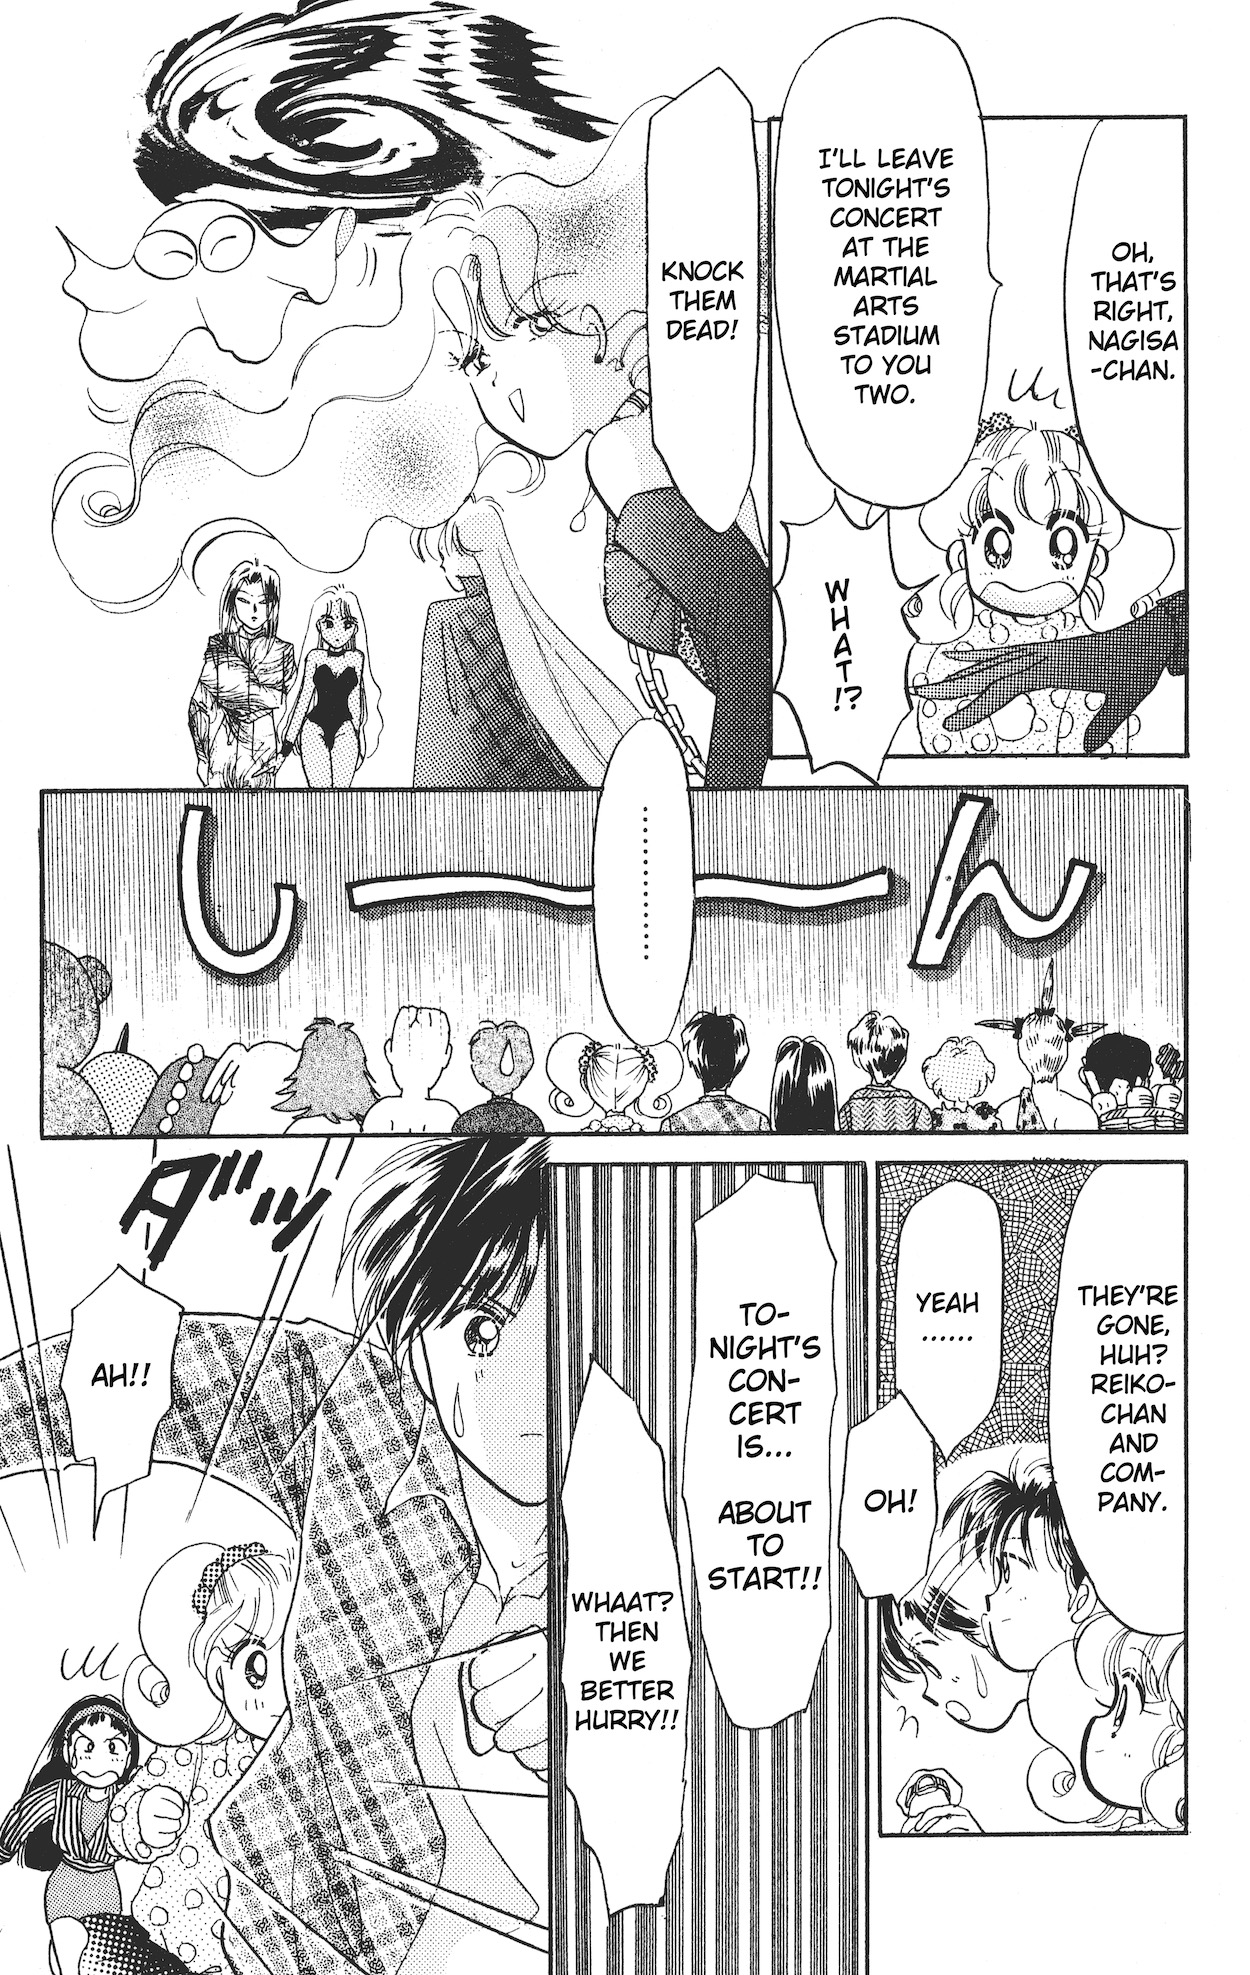 OH,
THAT'S
RIGHT,
NAGISA
-CHAN.
I'LL LEAVE
TONIGHT'S
CONCERT
AT THE
MARTIAL
ARTS
STADIUM
TO YOU
TWO.
WHAT!?
KNOCK
THEM
DEAD!
............
しーん
THEY'RE
GONE,
HUH?
REIKO-
CHAN
AND
COM-
PANY.
YEAH
......
OH!
TO-
NIGHT'S
CON-
CERT
IS...
ABOUT
TO
START!!
WHAAT?
THEN
WE
BETTER
HURRY!!
ダッ
AH!!